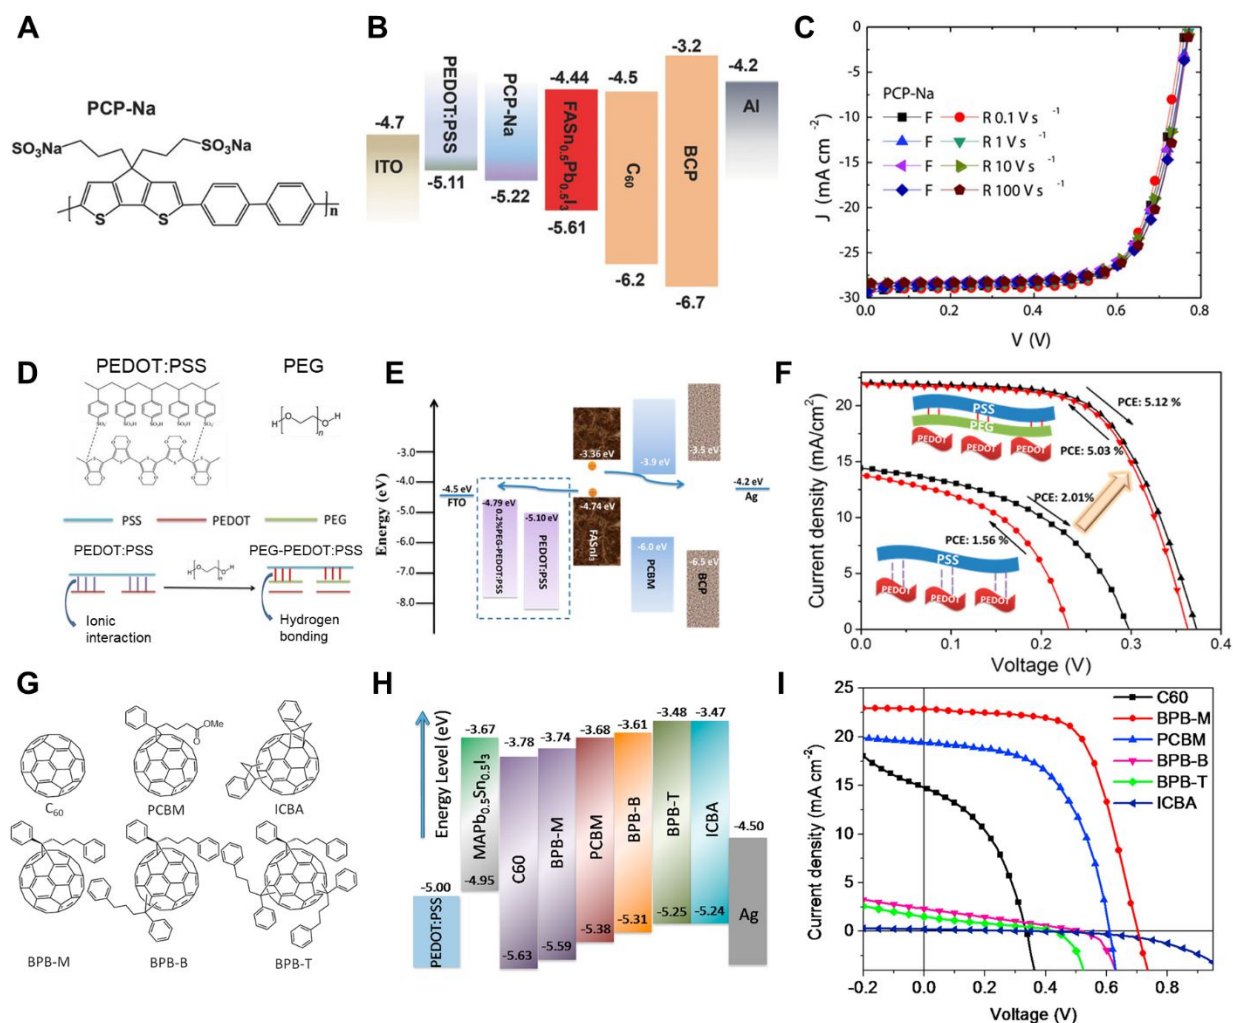 A
PCP-Na
SO₃Na
SO₃Na
S
S
n
B
-4.7
ITO
PEDOT:PSS
-5.11
PCP-Na
-5.22
-4.44
FASn₀.₅Pb₀.₅I₃
-5.61
-4.5
C₆₀
-6.2
-3.2
BCP
-6.7
-4.2
Al
C
J (mA cm⁻²)
0
-5
-10
-15
-20
-25
-30
PCP-Na
F R 0.1 V s⁻¹
F R 1 V s⁻¹
F R 10 V s⁻¹
F R 100 V s⁻¹
0.0 0.2 0.4 0.6 0.8
V (V)
D
PEDOT:PSS PEG
H O O H
n
PSS PEDOT PEG
PEDOT:PSS PEG-PEDOT:PSS
Ionic
interaction
Hydrogen
bonding
E
Energy (eV)
-3.0
-4.0
-5.0
-6.0
-7.0
-8.0
-4.5 eV
FTO
-4.79 eV
0.2%PEG-PEDOT:PSS
-5.10 eV
PEDOT:PSS
-3.36 eV
-4.74 eV
FASnI₃
-3.9 eV
-6.0 eV
PCBM
-3.5 eV
-6.5 eV
BCP
-4.2 eV
Ag
F
Current density (mA/cm²)
20
15
10
5
0
PSS
PEG
PEDOT PEDOT PEDOT
PCE: 5.12 %
PCE: 5.03 %
PCE: 2.01%
PCE: 1.56 %
PSS
PEDOT PEDOT PEDOT
0.0 0.1 0.2 0.3 0.4
Voltage (V)
G
OMe
O
C₆₀
PCBM
ICBA
BPB-M
BPB-B
BPB-T
H
Energy Level (eV)
-5.00
PEDOT:PSS
-3.67
MAPb₀.₅Sn₀.₅I₃
-4.95
-3.78
C60
-5.63
-3.74
BPB-M
-5.59
-3.68
PCBM
-5.38
-3.61
BPB-B
-5.31
-3.48
BPB-T
-5.25
-3.47
ICBA
-5.24
-4.50
Ag
I
Current density (mA cm⁻²)
25
20
15
10
5
0
C60
BPB-M
PCBM
BPB-B
BPB-T
ICBA
-0.2 0.0 0.2 0.4 0.6 0.8
Voltage (V)